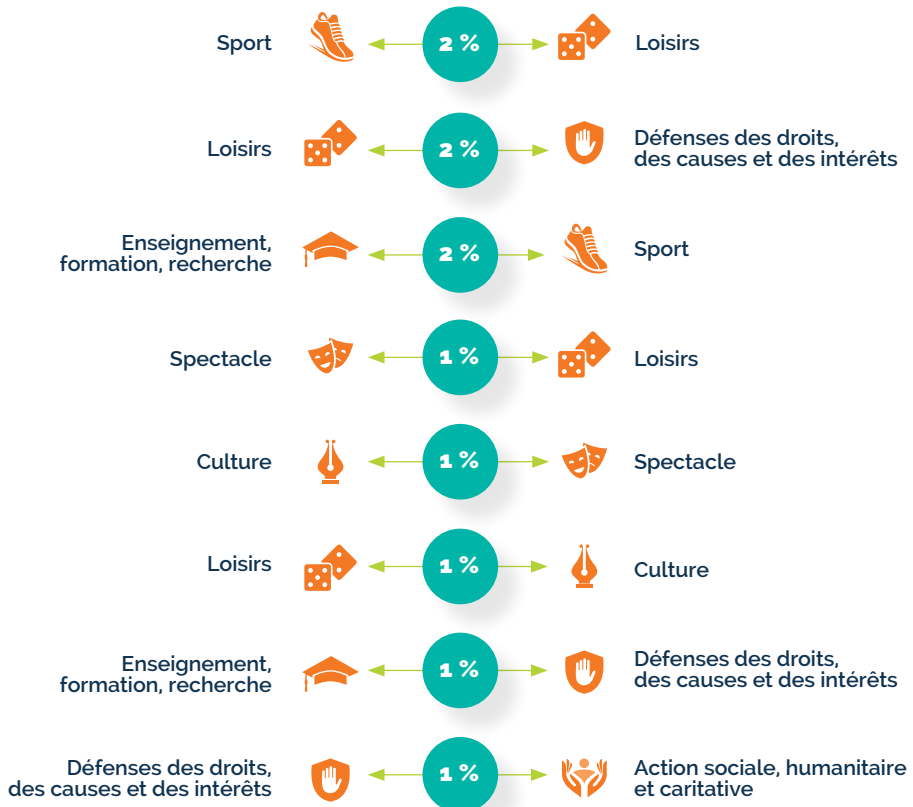 Sport 2 % Loisirs
Loisirs 2 % Défenses des droits,
des causes et des intérêts
Enseignement,
formation, recherche 2 % Sport
Spectacle 1 % Loisirs
Culture 1 % Spectacle
Loisirs 1 % Culture
Enseignement,
formation, recherche 1 % Défenses des droits,
des causes et des intérêts
Défenses des droits,
des causes et des intérêts 1 % Action sociale, humanitaire
et caritative